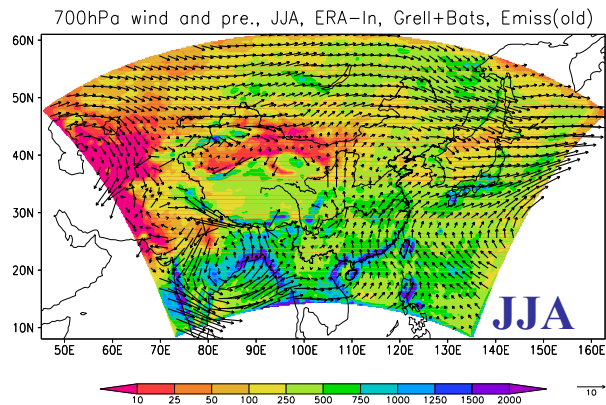 700hPa wind and pre., JJA, ERA-In, Grell+Bats, Emiss(old)
60N
50N
40N
30N
20N
10N
JJA
50E 60E 70E 80E 90E 100E 110E 120E 130E 140E 150E 160E
10 25 50 100 250 500 750 1000 1250 1500 2000
10